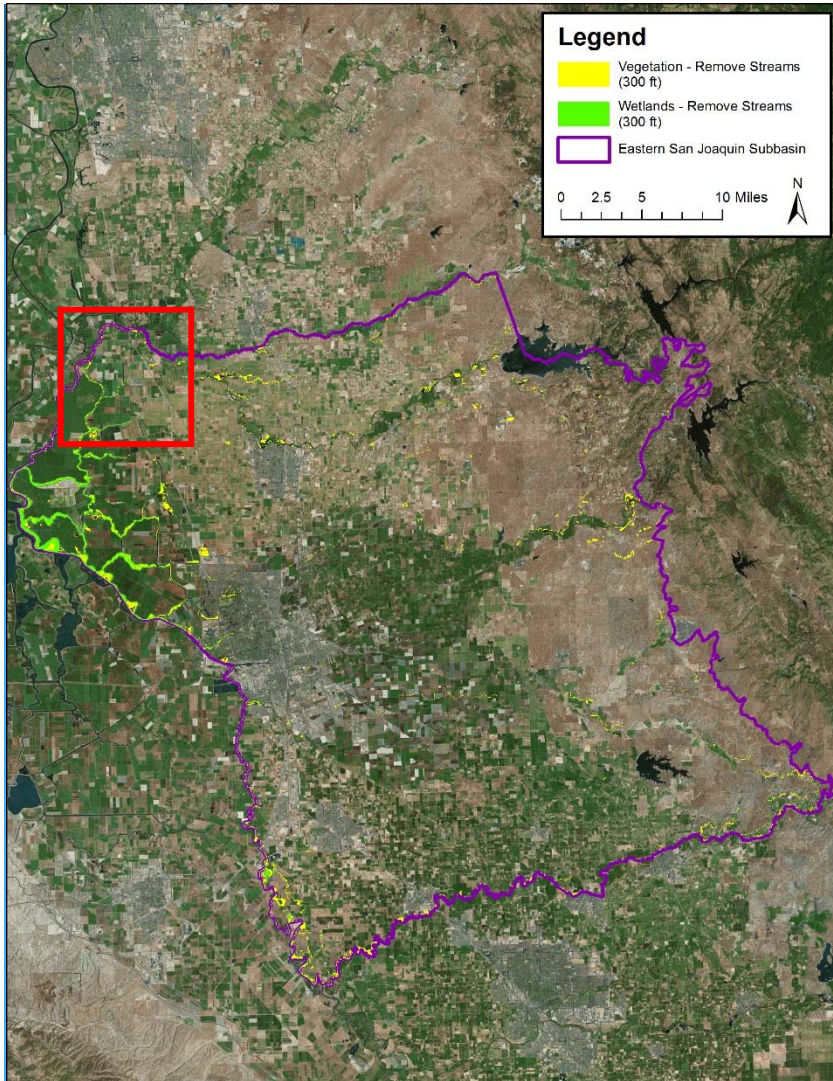 Legend
Vegetation - Remove Streams
(300 ft)
Wetlands - Remove Streams
(300 ft)
Eastern San Joaquin Subbasin
0 2.5 5 10 Miles
N